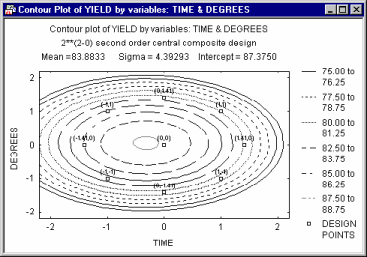 Contour Plot of YIELD by variables: TIME & DEGREES
Contour Plot of YIELD by variables: TIME & DEGREES
2**(2-0) second order central composite design
Mean =83.8833 Sigma = 4.39293 Intercept = 87.3750
DEGREES
2
1
0
-1
-2
(0,1.41)
(-1,1)
(1,1)
(-1.41,0)
(0,0)
(1.41,0)
(-1,-1)
(1,-1)
(0,-1.41)
-2
-1
0
1
2
TIME
75.00 to
76.25
77.50 to
78.75
80.00 to
81.25
82.50 to
83.75
85.00 to
86.25
87.50 to
88.75
DESIGN
POINTS